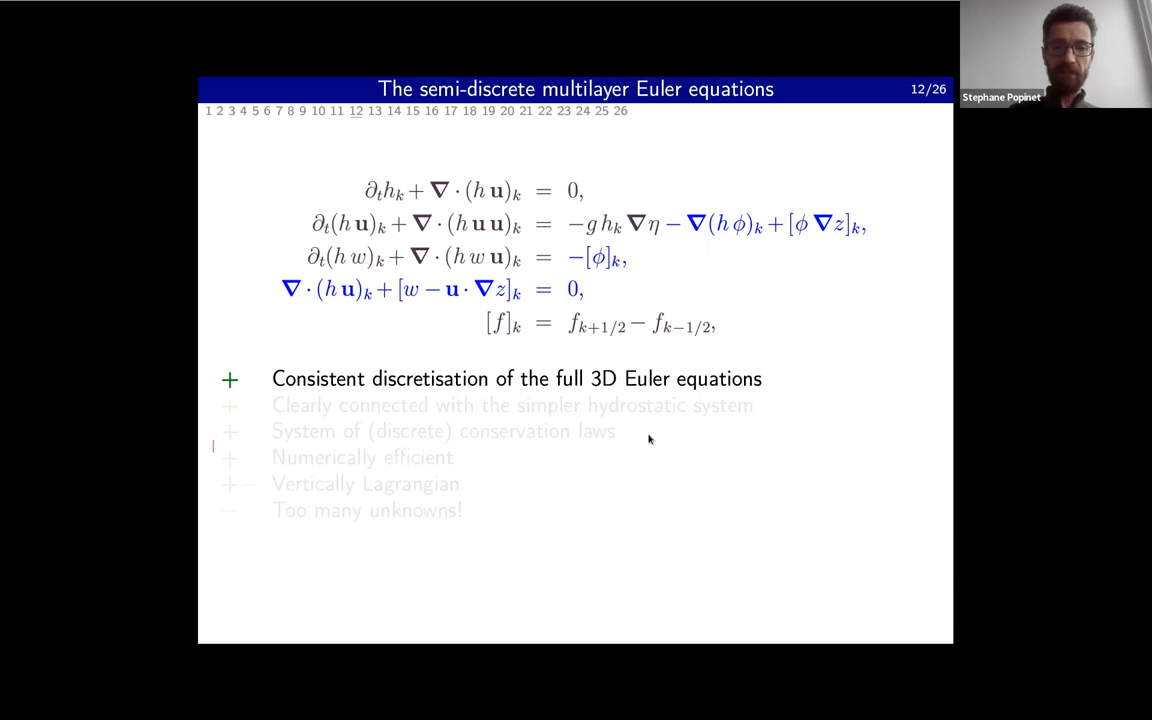 The semi-discrete multilayer Euler equations
12/26
1 2 3 4 5 6 7 8 9 10 11 12 13 14 15 16 17 18 19 20 21 22 23 24 25 26
∂ₜhₖ + ∇ · (h u)ₖ = 0,
∂ₜ(h u)ₖ + ∇ · (h u u)ₖ = −g hₖ ∇η − ∇(h ϕ)ₖ + [ϕ ∇z]ₖ,
∂ₜ(h w)ₖ + ∇ · (h w u)ₖ = −[ϕ]ₖ,
∇ · (h u)ₖ + [w − u · ∇z]ₖ = 0,
[f]ₖ = fₖ₊₁/₂ − fₖ₋₁/₂,
+ Consistent discretisation of the full 3D Euler equations
+ Clearly connected with the simpler hydrostatic system
+ System of (discrete) conservation laws
+ Numerically efficient
+− Vertically Lagrangian
− Too many unknowns!
Stephane Popinet